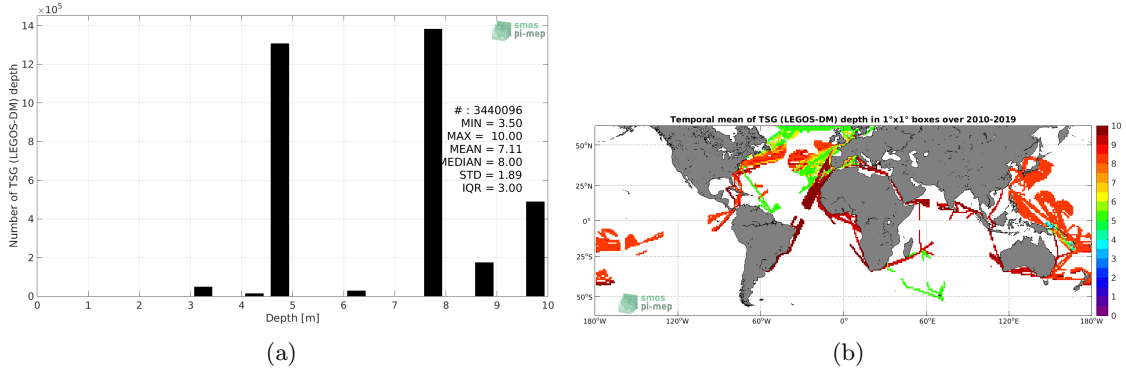 ×10⁵
14
12
10
8
6
4
2
0
Number of TSG (LEGOS-DM) depth
smos
pi-mep
# : 3440096
MIN = 3.50
MAX = 10.00
MEAN = 7.11
MEDIAN = 8.00
STD = 1.89
IQR = 3.00
0 1 2 3 4 5 6 7 8 9 10
Depth [m]
(a)
Temporal mean of TSG (LEGOS-DM) depth in 1°x1° boxes over 2010-2019
50°N
25°N
0°
25°S
50°S
smos
pi-mep
180°W 120°W 60°W 0° 60°E 120°E 180°W
10
9
8
7
6
5
4
3
2
1
0
(b)